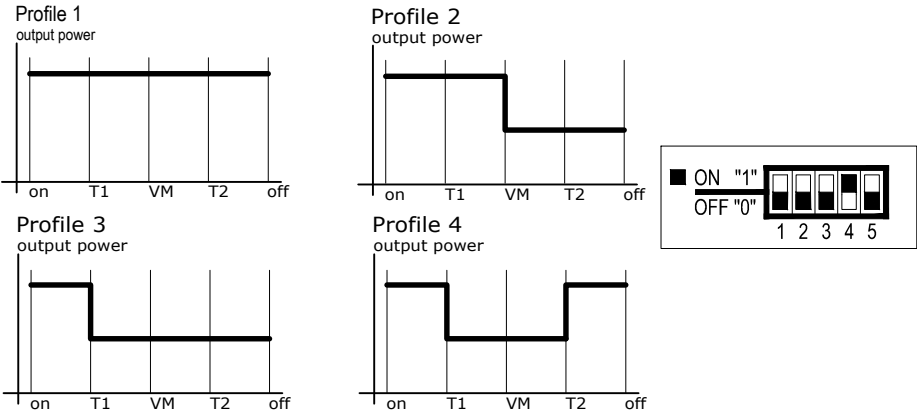 Profile 1
output power
on T1 VM T2 off
Profile 2
output power
on T1 VM T2 off
Profile 3
output power
on T1 VM T2 off
Profile 4
output power
on T1 VM T2 off
ON "1"
OFF "0"
1 2 3 4 5